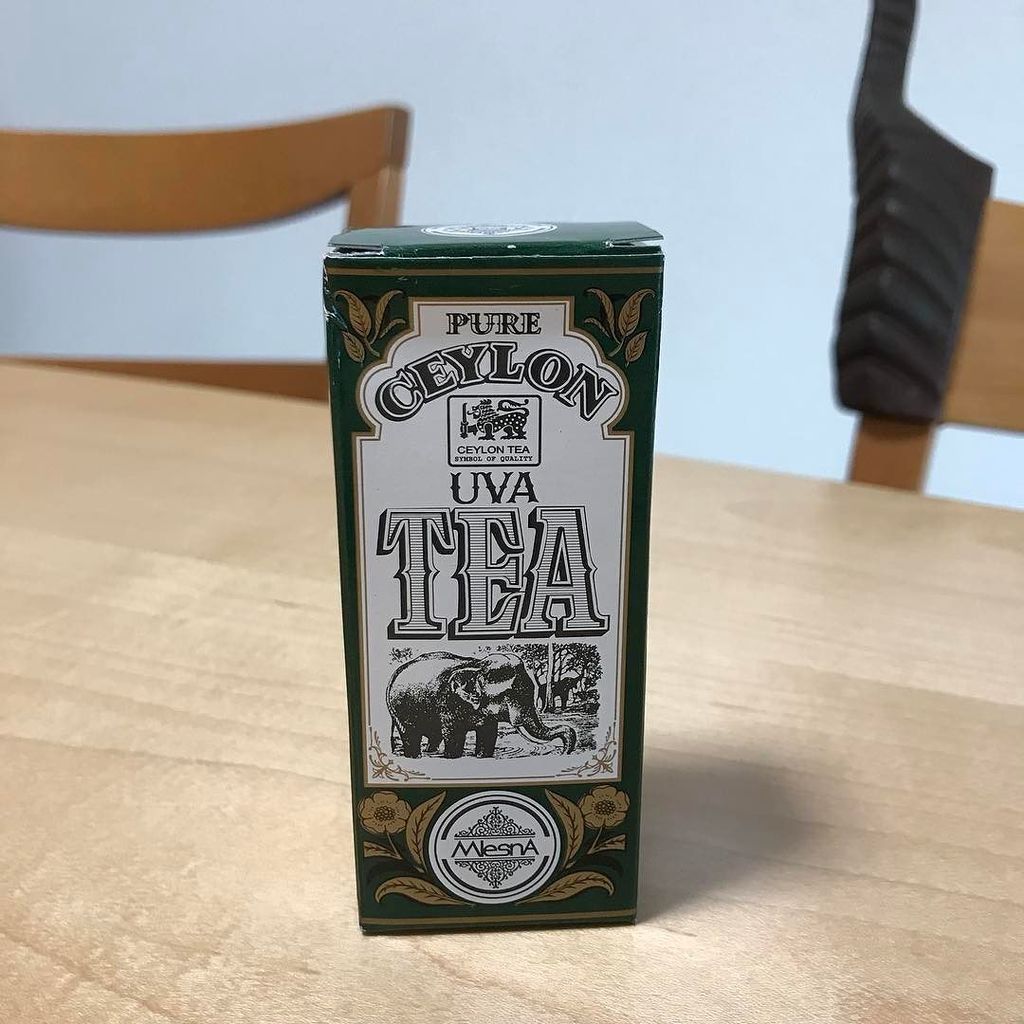 PURE
CEYLON
CEYLON TEA
SYMBOL OF QUALITY
UVA
TEA
MlesnA